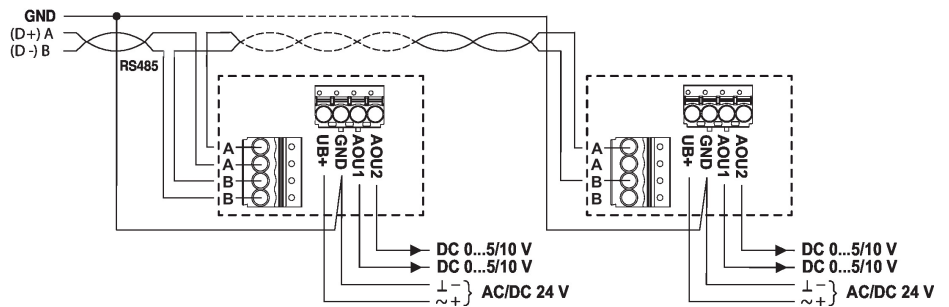 GND
(D+) A
(D -) B
RS485
A
A
B
B
UB+
GND
AOU1
AOU2
DC 0...5/10 V
DC 0...5/10 V
⊥ –
~ +
AC/DC 24 V
A
A
B
B
UB+
GND
AOU1
AOU2
DC 0...5/10 V
DC 0...5/10 V
⊥ –
~ +
AC/DC 24 V